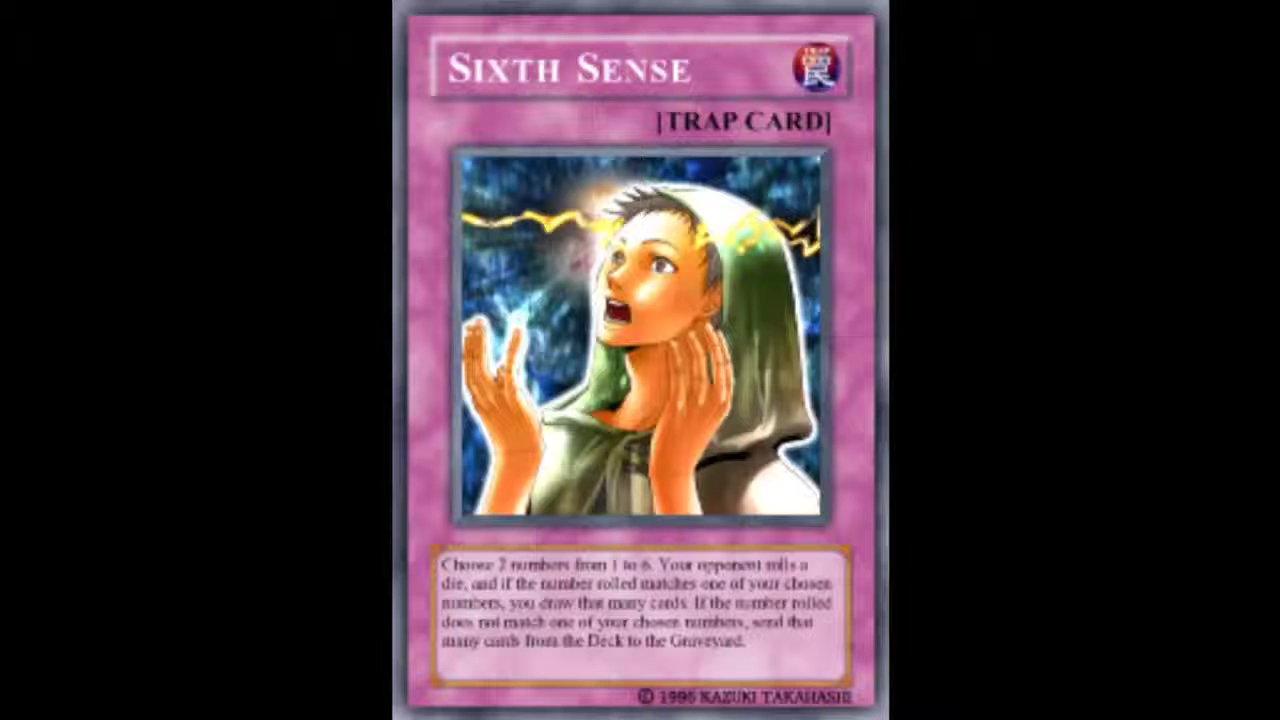 SIXTH SENSE
TRAP
罠
[TRAP CARD]
Choose 2 numbers from 1 to 6. Your opponent rolls a
die, and if the number rolled matches one of your chosen
numbers, you draw that many cards. If the number rolled
does not match one of your chosen numbers, send that
many cards from the Deck to the Graveyard.
© 1996 KAZUKI TAKAHASHI